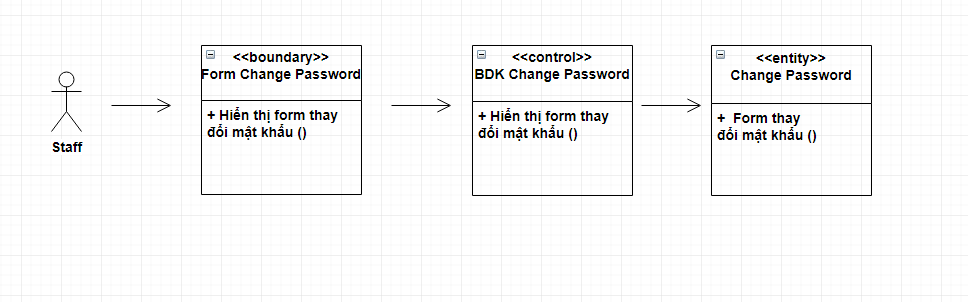 <<boundary>>
Form Change Password
+ Hiển thị form thay
đổi mật khẩu ()
<<control>>
BDK Change Password
+ Hiển thị form thay
đổi mật khẩu ()
<<entity>>
Change Password
+ Form thay
đổi mật khẩu ()
Staff